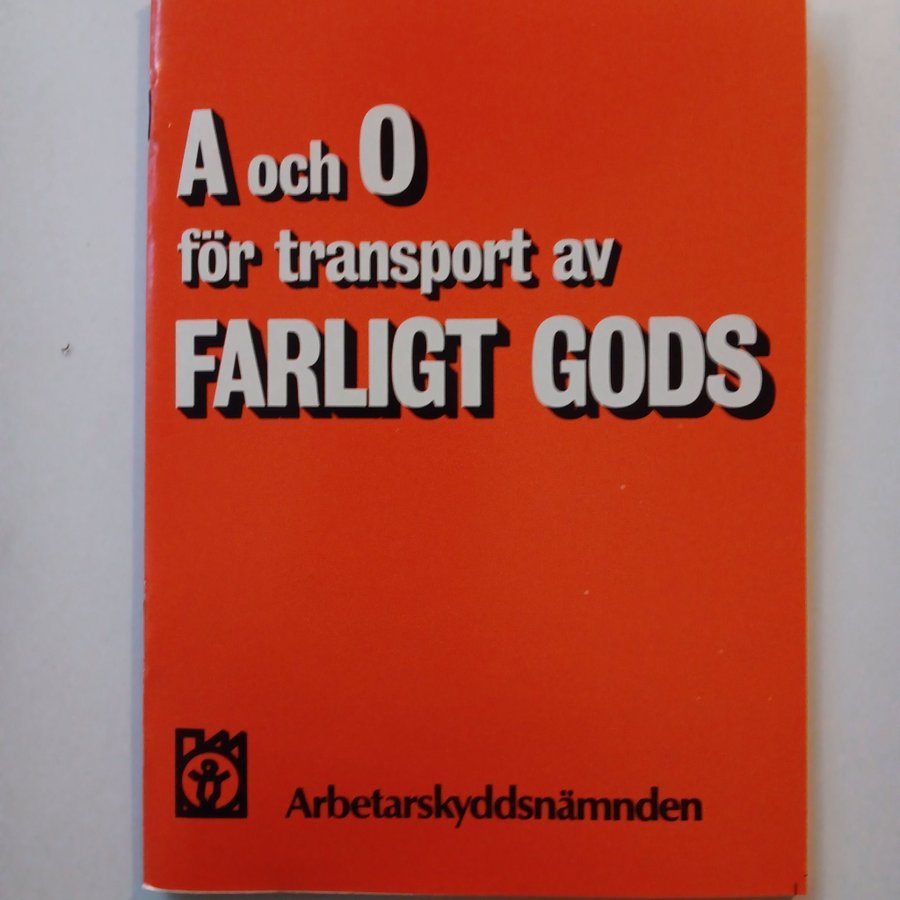 A och O
för transport av
FARLIGT GODS
Arbetarskyddsnämnden